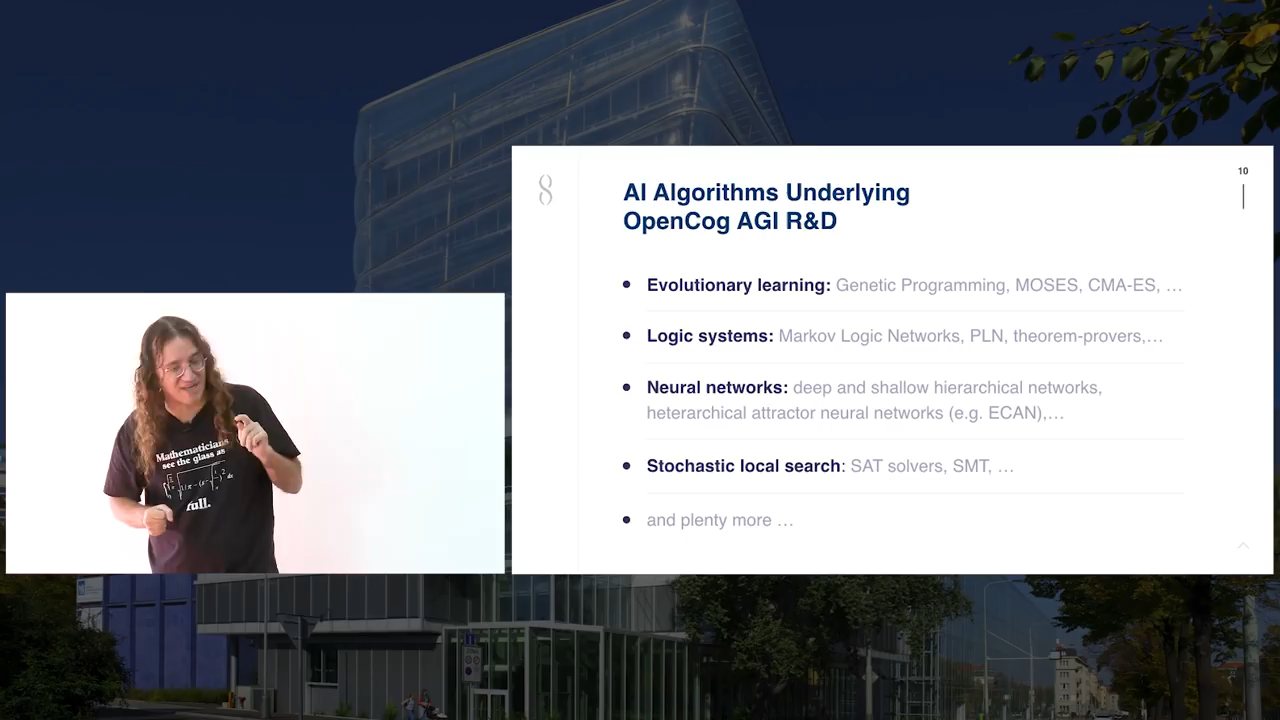 10
AI Algorithms Underlying
OpenCog AGI R&D
• Evolutionary learning: Genetic Programming, MOSES, CMA-ES, …
• Logic systems: Markov Logic Networks, PLN, theorem-provers,…
• Neural networks: deep and shallow hierarchical networks,
heterarchical attractor neural networks (e.g. ECAN),…
• Stochastic local search: SAT solvers, SMT, …
• and plenty more …
Mathematicians
see the glass as
full.